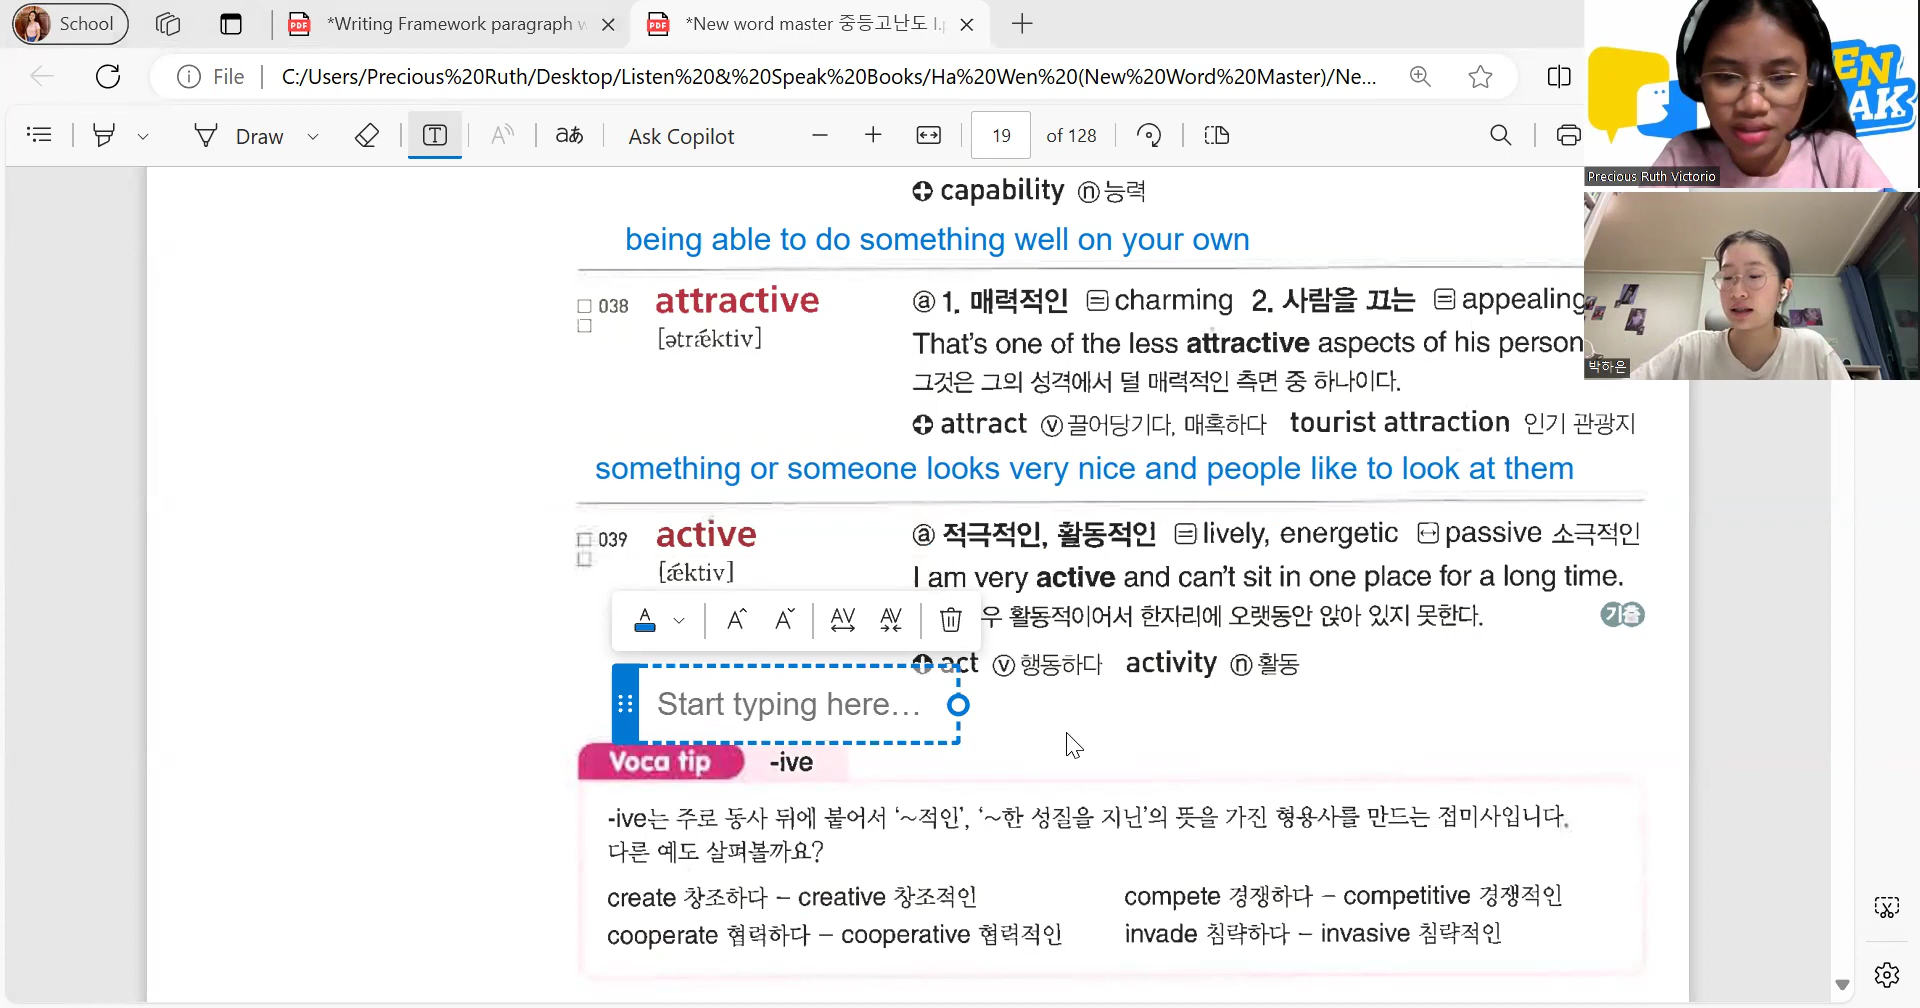 School
*Writing Framework paragraph w
*New word master 중등고난도 I.p
File
C:/Users/Precious%20Ruth/Desktop/Listen%20&%20Speak%20Books/Ha%20Wen%20(New%20Word%20Master)/Ne...
Draw
aあ
Ask Copilot
19
of 128
EN
AK
Precious Ruth Victorio
박하은
capability ⓝ 능력
being able to do something well on your own
038
attractive
ⓐ 1. 매력적인 = charming 2. 사람을 끄는 = appealing
[ətrǽktiv]
That's one of the less attractive aspects of his person
그것은 그의 성격에서 덜 매력적인 측면 중 하나이다.
attract ⓥ 끌어당기다, 매혹하다 tourist attraction 인기 관광지
something or someone looks very nice and people like to look at them
039
active
ⓐ 적극적인, 활동적인 = lively, energetic ↔ passive 소극적인
[ǽktiv]
I am very active and can't sit in one place for a long time.
우 활동적이어서 한자리에 오랫동안 앉아 있지 못한다.
기출
act ⓥ 행동하다 activity ⓝ 활동
Start typing here...
Voca tip
-ive
-ive는 주로 동사 뒤에 붙어서 '~적인', '~한 성질을 지닌'의 뜻을 가진 형용사를 만드는 접미사입니다.
다른 예도 살펴볼까요?
create 창조하다 – creative 창조적인
compete 경쟁하다 – competitive 경쟁적인
cooperate 협력하다 – cooperative 협력적인
invade 침략하다 – invasive 침략적인